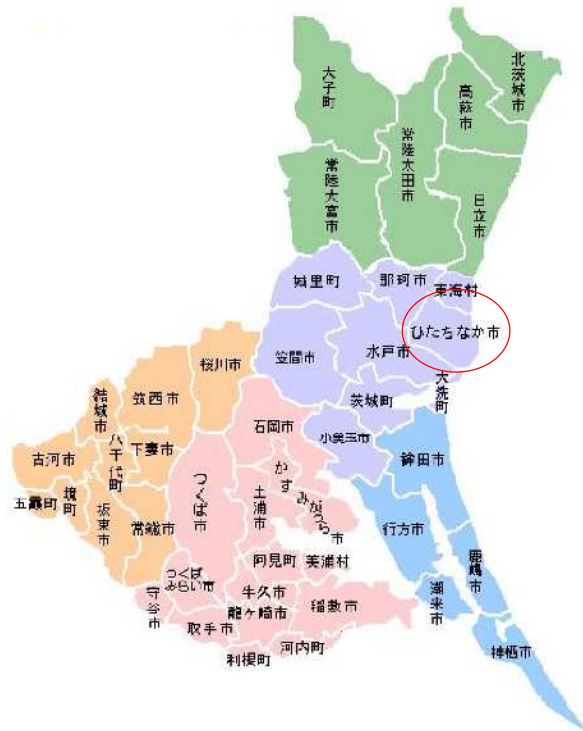 北茨城市
大子町
高萩市
常陸太田市
常陸大宮市
日立市
城里町
那珂市
東海村
ひたちなか市
水戸市
笠間市
桜川市
大洗町
茨城町
筑西市
結城市
石岡市
小美玉市
鉾田市
八千代町
下妻市
古河市
かすみがうら市
つくば市
五霞町
境町
坂東市
常総市
土浦市
行方市
阿見町
美浦村
鹿嶋市
つくばみらい市
守谷市
牛久市
龍ヶ崎市
稲敷市
潮来市
取手市
河内町
利根町
神栖市